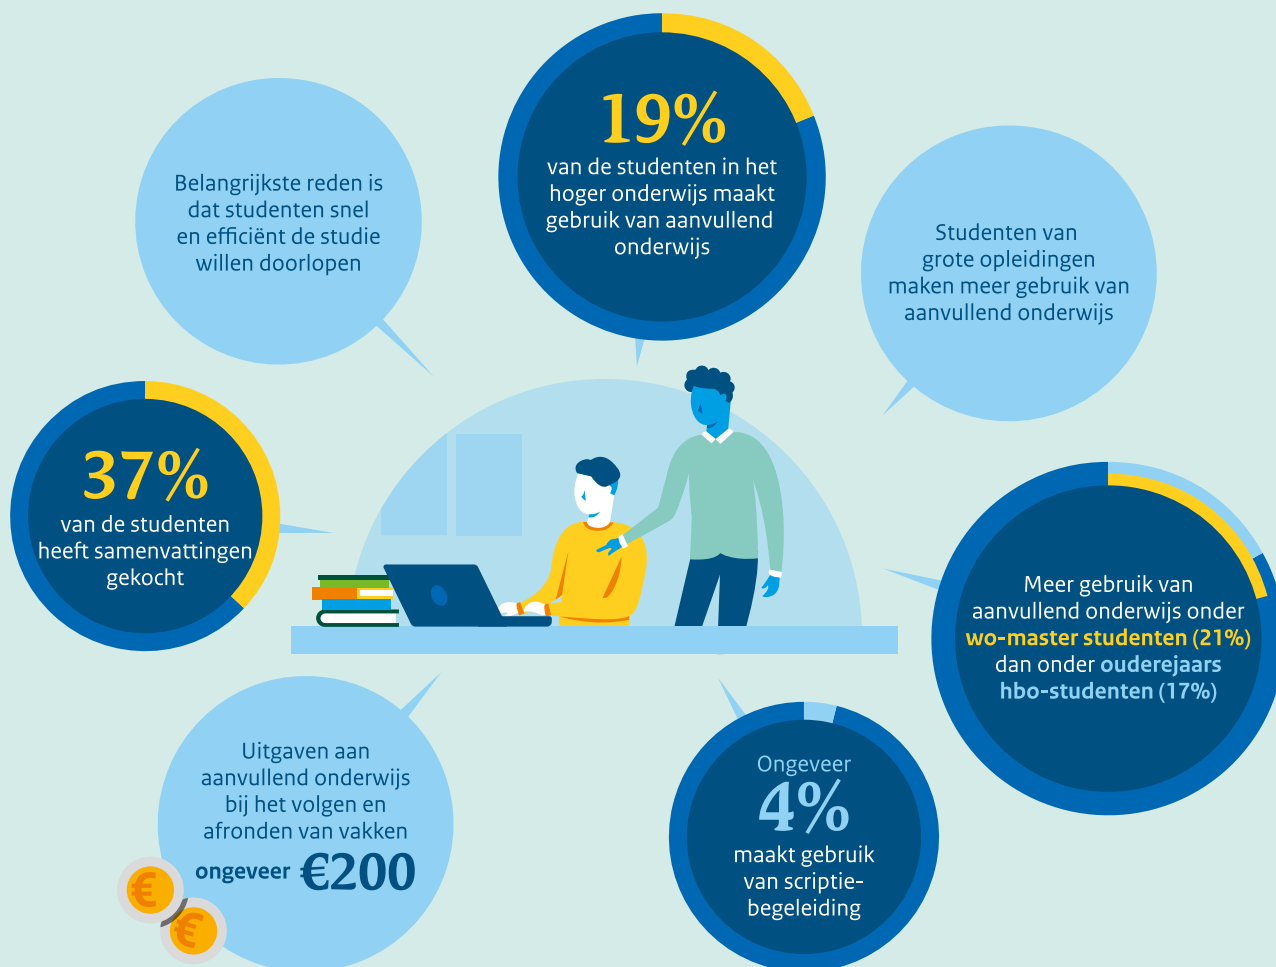 19%
van de studenten in het
hoger onderwijs maakt
gebruik van aanvullend
onderwijs
Belangrijkste reden is
dat studenten snel
en efficiënt de studie
willen doorlopen
Studenten van
grote opleidingen
maken meer gebruik van
aanvullend onderwijs
37%
van de studenten
heeft samenvattingen
gekocht
Meer gebruik van
aanvullend onderwijs onder
wo-master studenten (21%)
dan onder ouderejaars
hbo-studenten (17%)
Uitgaven aan
aanvullend onderwijs
bij het volgen en
afronden van vakken
ongeveer €200
€
€
Ongeveer
4%
maakt gebruik
van scriptie-
begeleiding